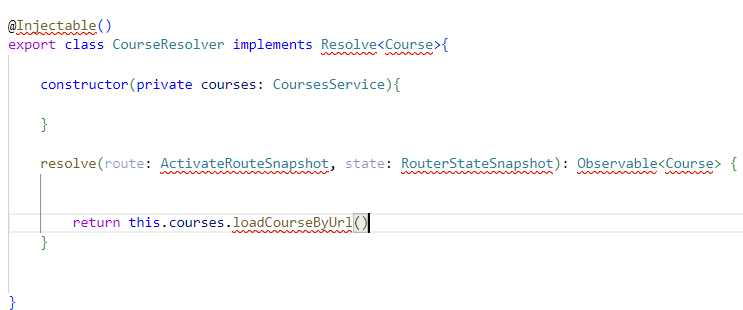 @Injectable()
export class CourseResolver implements Resolve<Course>{
constructor(private courses: CoursesService){
}
resolve(route: ActivateRouteSnapshot, state: RouterStateSnapshot): Observable<Course> {
return this.courses.loadCourseByUrl()
}
}